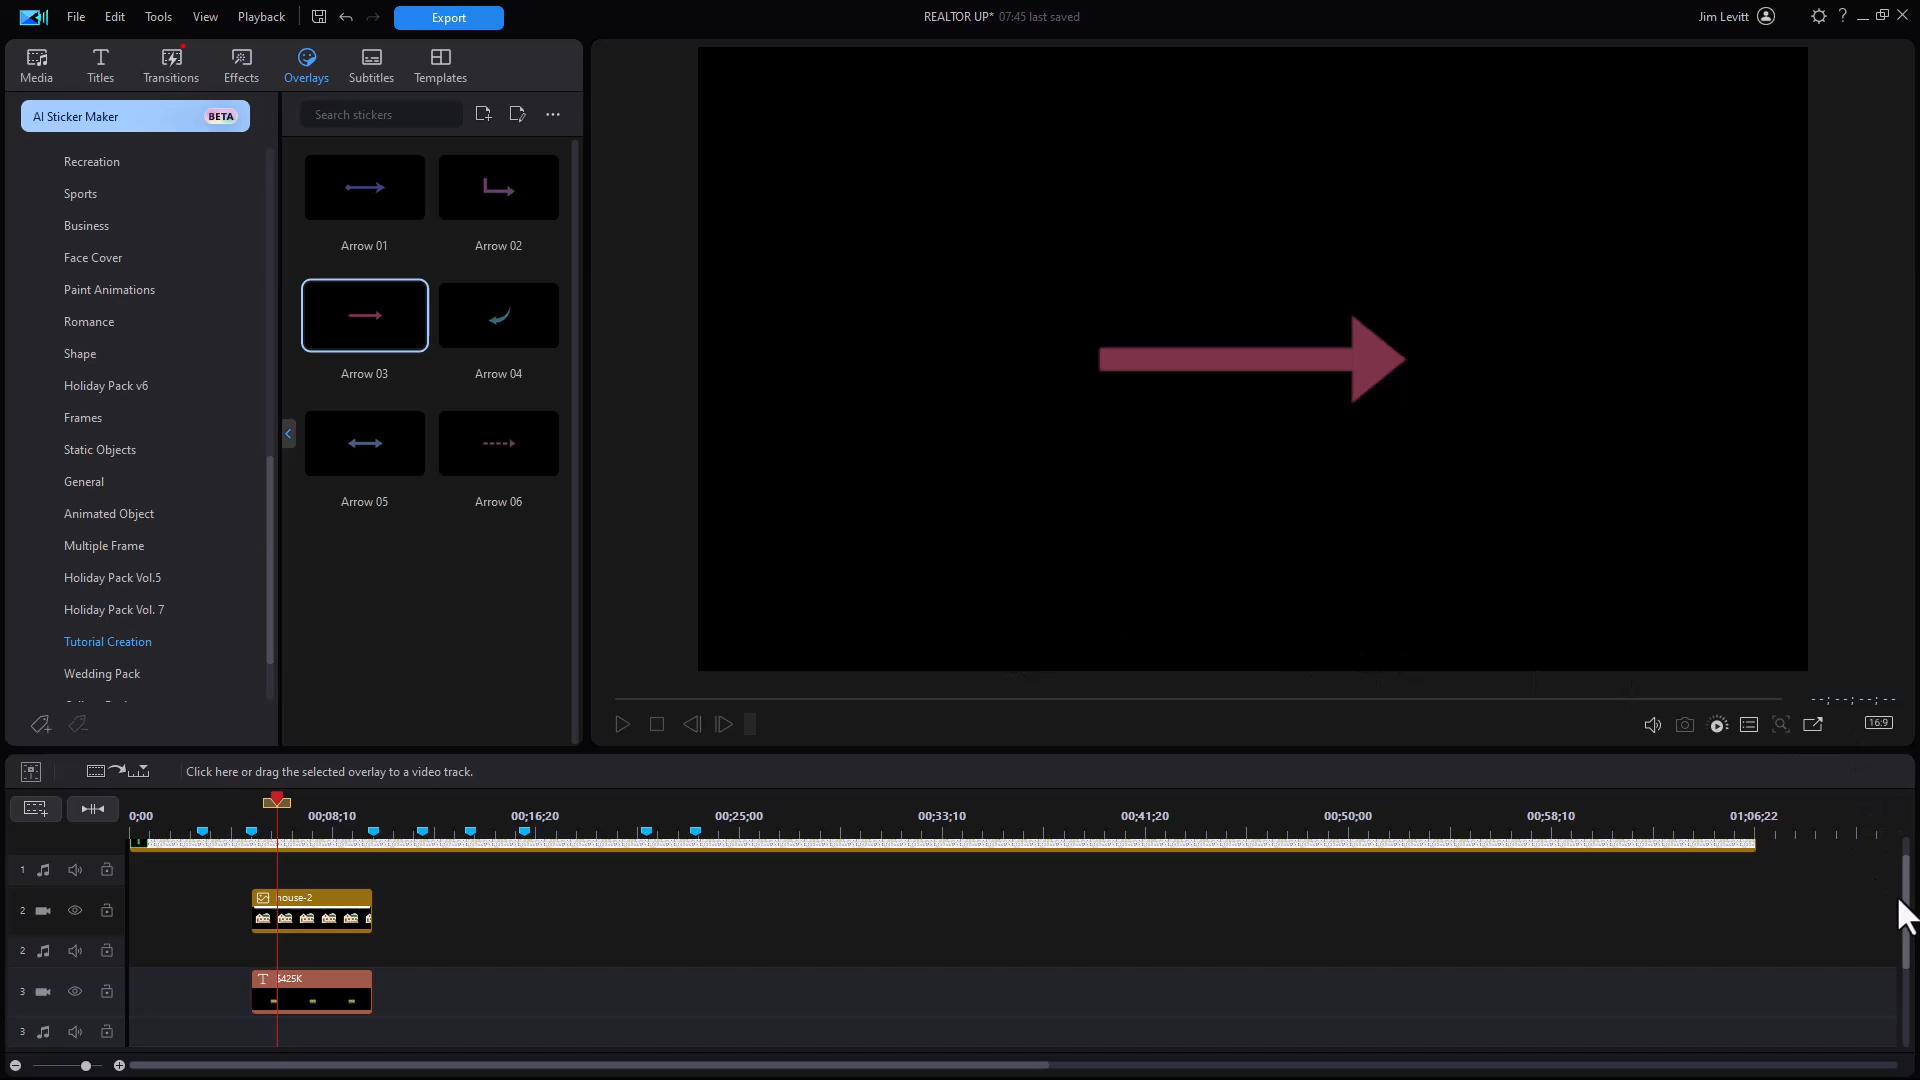 File Edit Tools View Playback Export REALTOR UP* 07:45 last saved Jim Levitt ?
Media Titles Transitions Effects Overlays Subtitles Templates
AI Sticker Maker BETA
Search stickers
Recreation
Sports
Business
Face Cover
Paint Animations
Romance
Shape
Holiday Pack v6
Frames
Static Objects
General
Animated Object
Multiple Frame
Holiday Pack Vol.5
Holiday Pack Vol. 7
Tutorial Creation
Wedding Pack
Arrow 01 Arrow 02
Arrow 03 Arrow 04
Arrow 05 Arrow 06
--;--;--;--
16:9
Click here or drag the selected overlay to a video track.
0;00 00;08;10 00;16;20 00;25;00 00;33;10 00;41;20 00;50;00 00;58;10 01;06;22
1
2 house-2
2
3 $425K
3